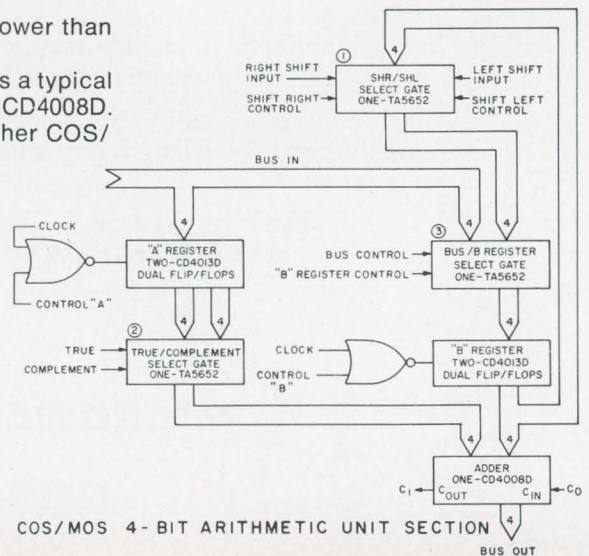 ower than
s a typical
CD4008D.
her COS/
4
①
RIGHT SHIFT
INPUT
SHIFT RIGHT
CONTROL
SHR/SHL
SELECT GATE
ONE-TA5652
LEFT SHIFT
INPUT
SHIFT LEFT
CONTROL
BUS IN
4
4
4
4
CLOCK
CONTROL "A"
"A" REGISTER
TWO-CD4013D
DUAL FLIP/FLOPS
③
BUS CONTROL
"B" REGISTER CONTROL
BUS/B REGISTER
SELECT GATE
ONE-TA5652
4
4
4
②
TRUE
COMPLEMENT
TRUE/COMPLEMENT
SELECT GATE
ONE-TA5652
CLOCK
CONTROL
"B"
"B" REGISTER
TWO-CD4013D
DUAL FLIP/FLOPS
4
4
ADDER
ONE-CD4008D
C1
COUT
CIN
C0
4
COS/MOS 4-BIT ARITHMETIC UNIT SECTION
BUS OUT